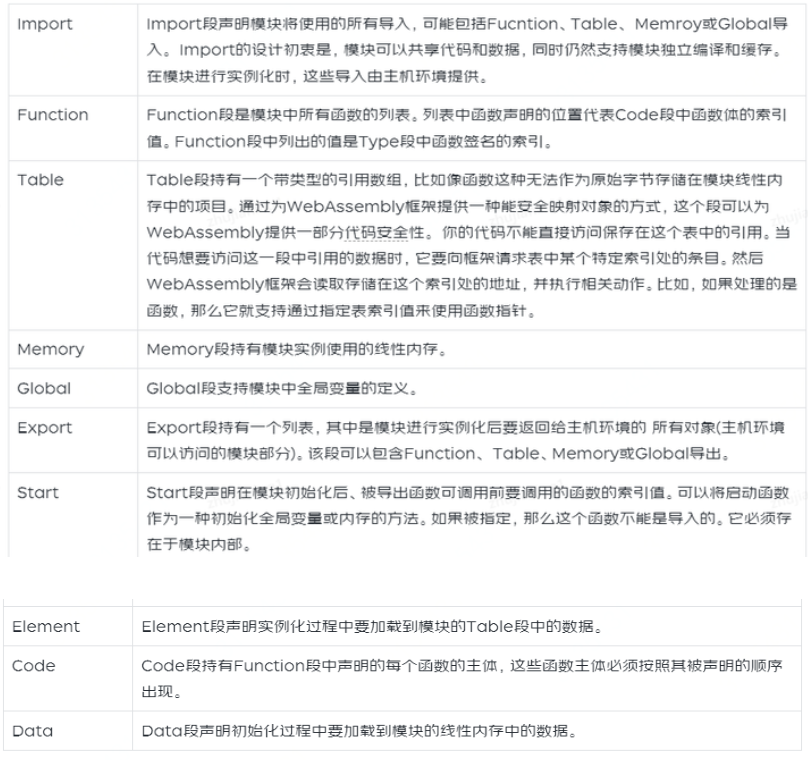 Import
Import段声明模块将使用的所有导入，可能包括Fucntion、Table、 Memroy或Global导
入。Import的设计初衷是，模块可以共享代码和数据，同时仍然支持模块独立编译和缓存。
在模块进行实例化时，这些导入由主机环境提供。
Function
Function段是模块中所有函数的列表。列表中函数声明的位置代表Code段中函数体的索引
值。Function段中列出的值是Type段中函数签名的索引。
Table
Table段持有一个带类型的引用数组，比如像函数这种无法作为原始字节存储在模块线性内
存中的项目。通过为WebAssembly框架提供一种能安全映射对象的方式，这个段可以为
WebAssembly提供一部分代码安全性。 你的代码不能直接访问保存在这个表中的引用。当
代码想要访问这一段中引用的数据时，它要向框架请求表中某个特定索引处的条目。然后
WebAssembly框架会读取存储在这个索引处的地址，并执行相关动作。比如，如果处理的是
函数，那么它就支持通过指定表索引值来使用函数指针。
Memory
Memory段持有模块实例使用的线性内存。
Global
Global段支持模块中全局变量的定义。
Export
Export段持有一个列表，其中是模块进行实例化后要返回给主机环境的 所有对象(主机环境
可以访问的模块部分)。该段可以包含Function、 Table、Memory或Global导出。
Start
Start段声明在模块初始化后、被导出函数可调用前要调用的函数的索引值。可以将启动函数
作为一种初始化全局变量或内存的方法。如果被指定，那么这个函数不能是导入的。它必须存
在于模块内部。
Element
Element段声明实例化过程中要加载到模块的Table段中的数据。
Code
Code段持有Function段中声明的每个函数的主体，这些函数主体必须按照其被声明的顺序
出现。
Data
Data段声明初始化过程中要加载到模块的线性内存中的数据。